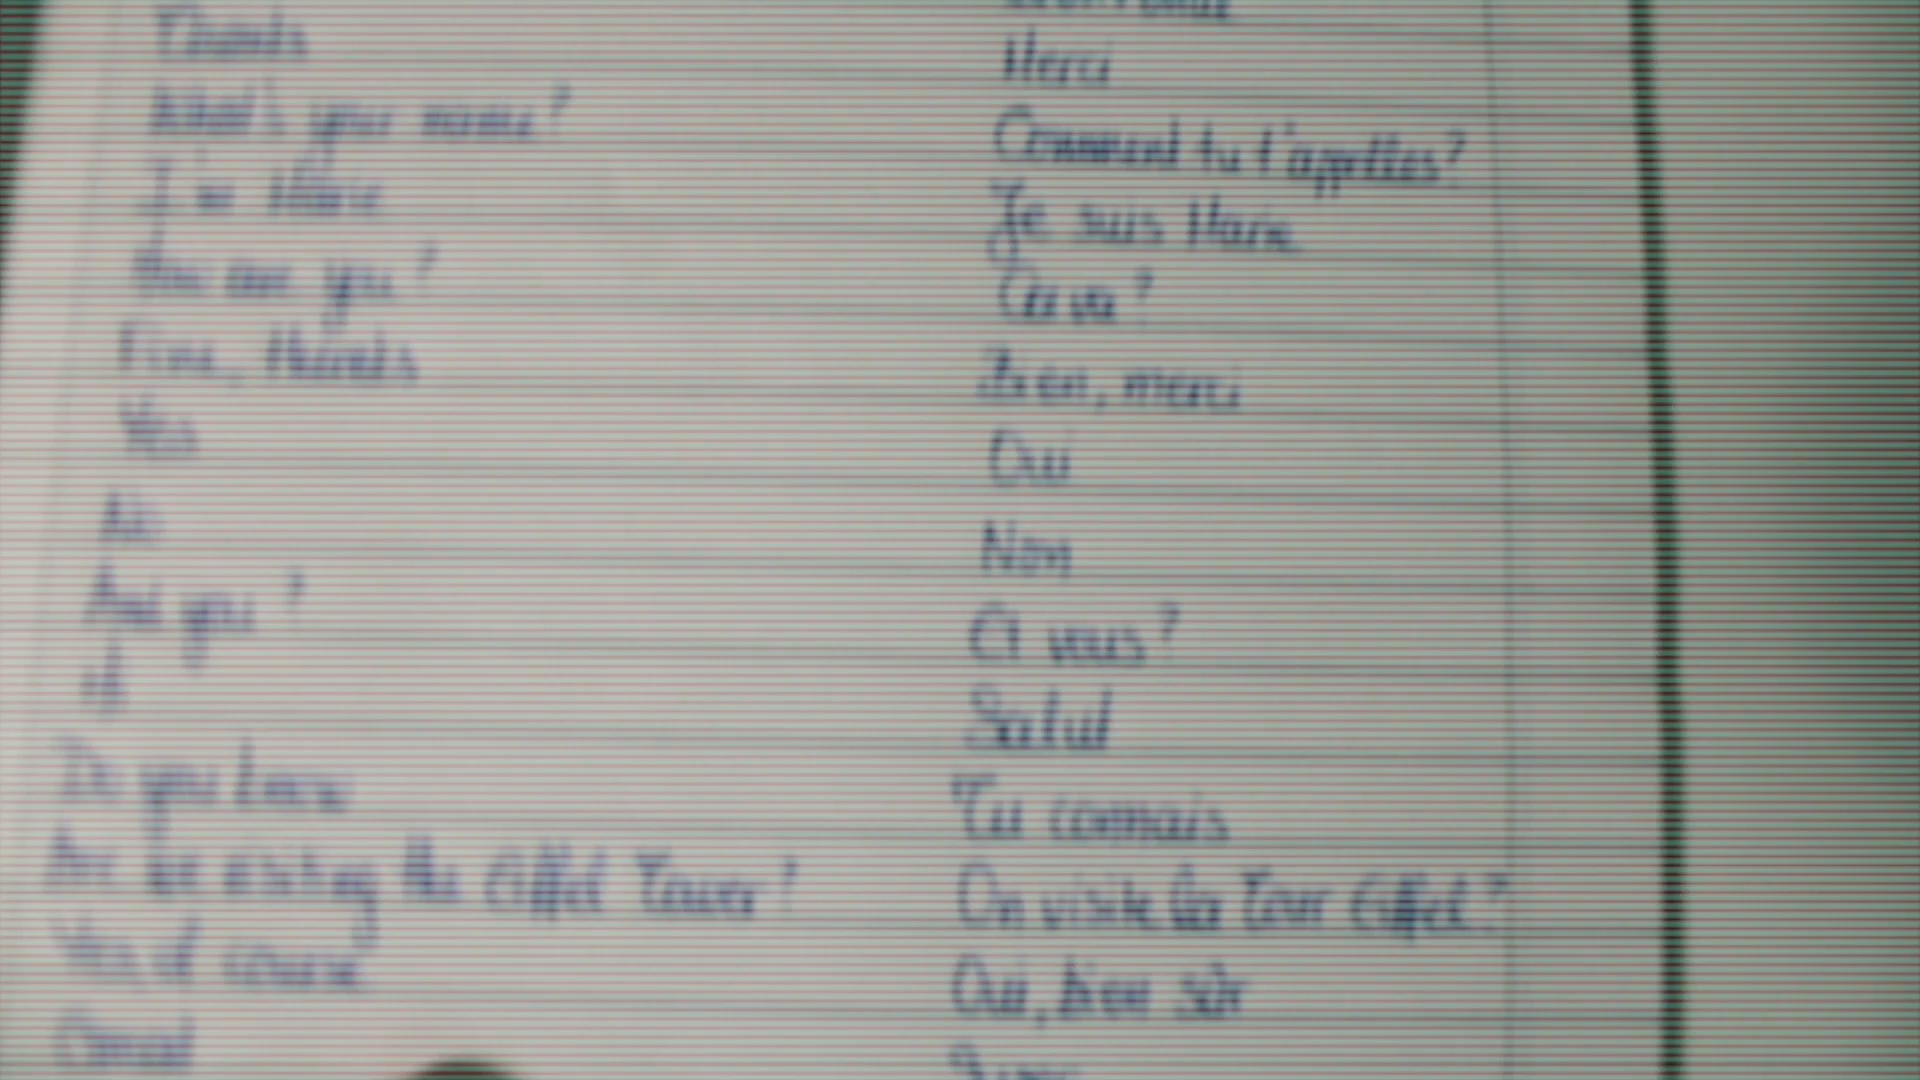 Thanks Merci
What's your name? Comment tu t'appelles?
I'm Marie Je suis Marie
How are you? Ca va?
Fine, thanks Bien, merci
Yes Oui
No Non
And you? Et vous?
Salut
Do you know Tu connais
Are we visiting the Eiffel Tower? On visite la Tour Eiffel?
Yes, of course Oui, bien sûr